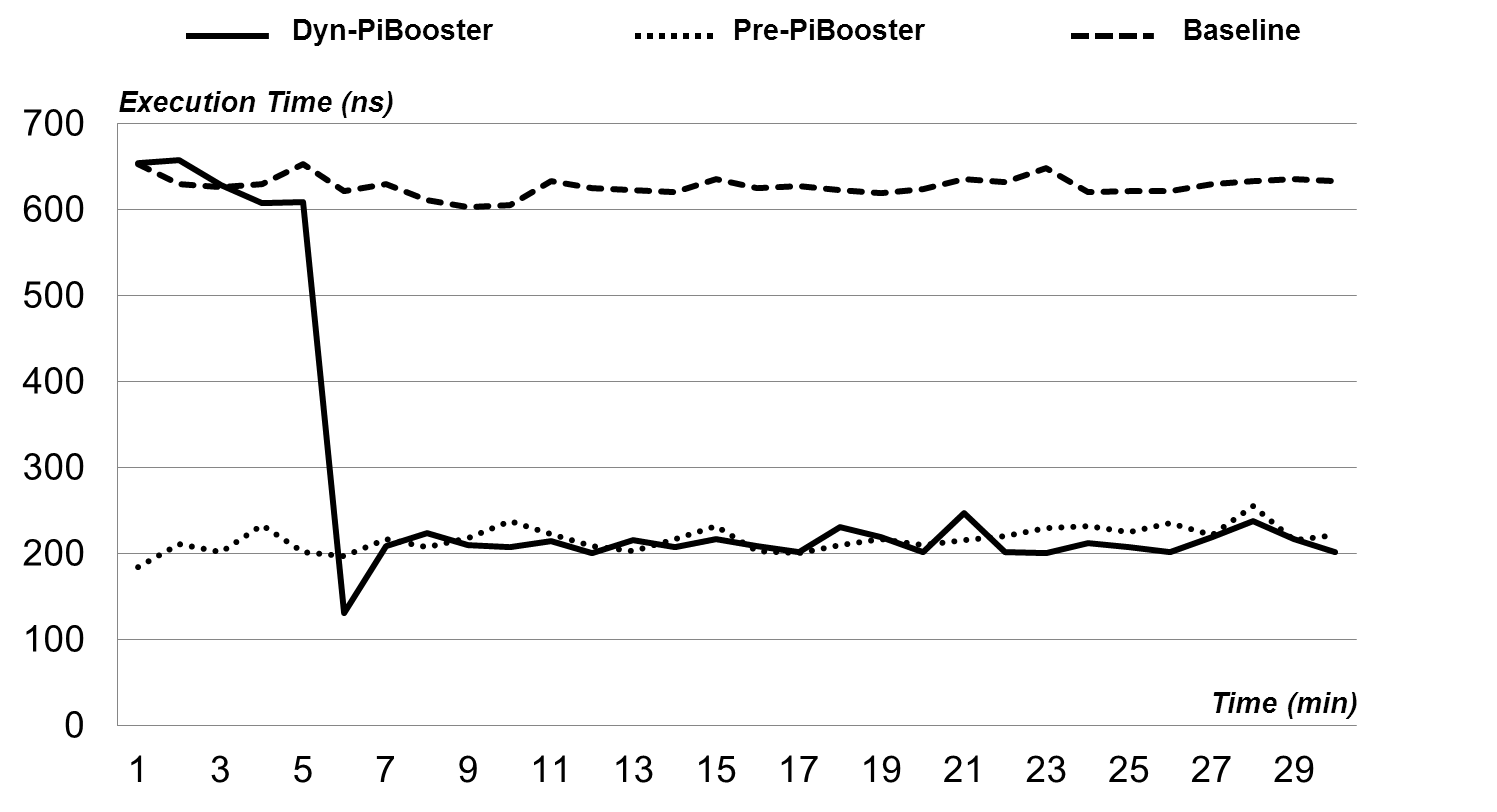 Dyn-PiBooster Pre-PiBooster Baseline
Execution Time (ns)
700
600
500
400
300
200
100
Time (min)
0
1 3 5 7 9 11 13 15 17 19 21 23 25 27 29